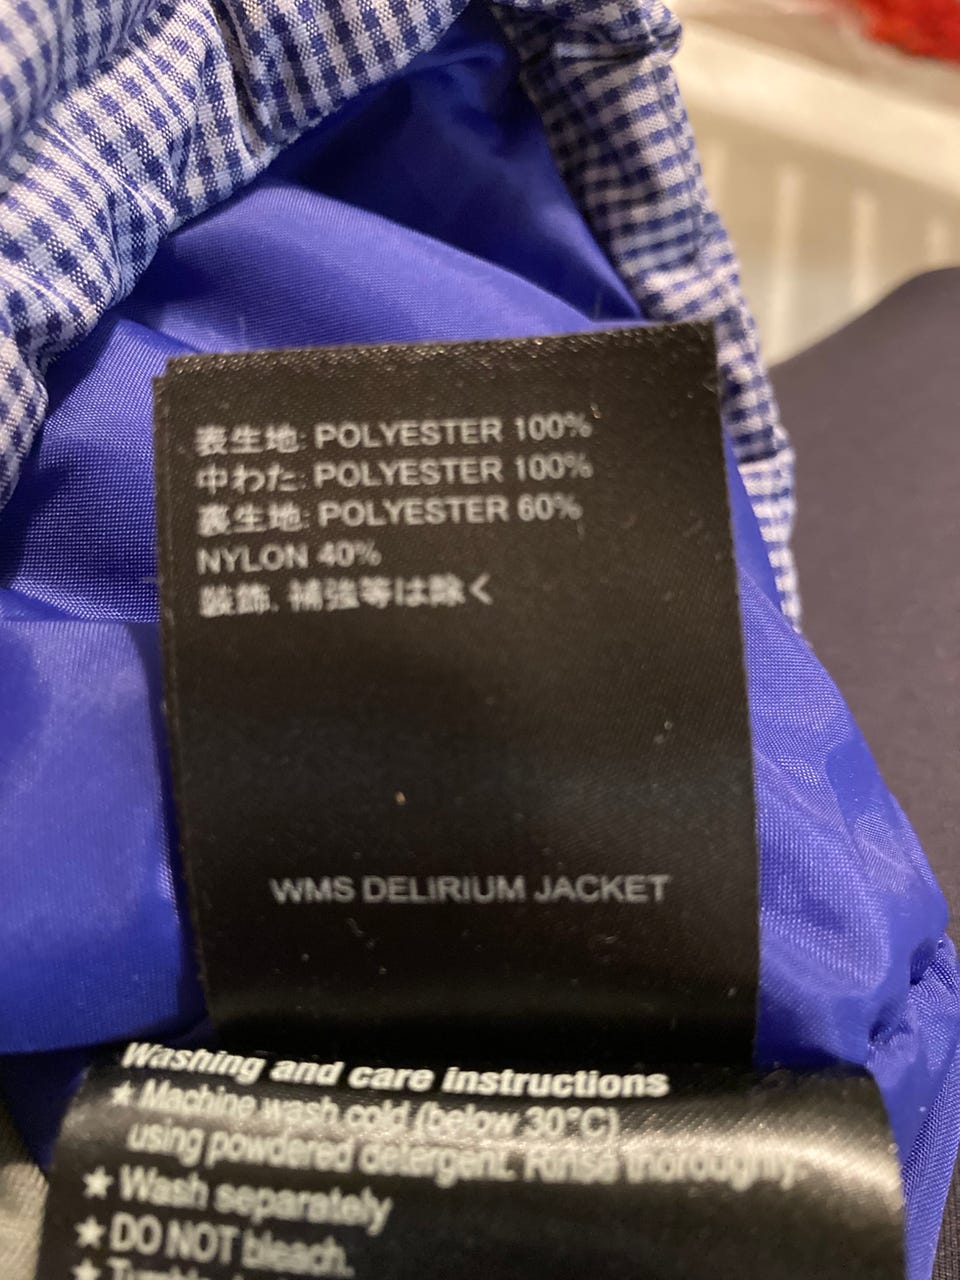 表生地: POLYESTER 100%
中わた: POLYESTER 100%
裏生地: POLYESTER 60%
NYLON 40%
装飾, 補強等は除く
WMS DELIRIUM JACKET
Washing and care instructions
★ Machine wash cold (below 30°C)
using powdered detergent. Rinse thoroughly.
★ Wash separately
★ DO NOT bleach.
★